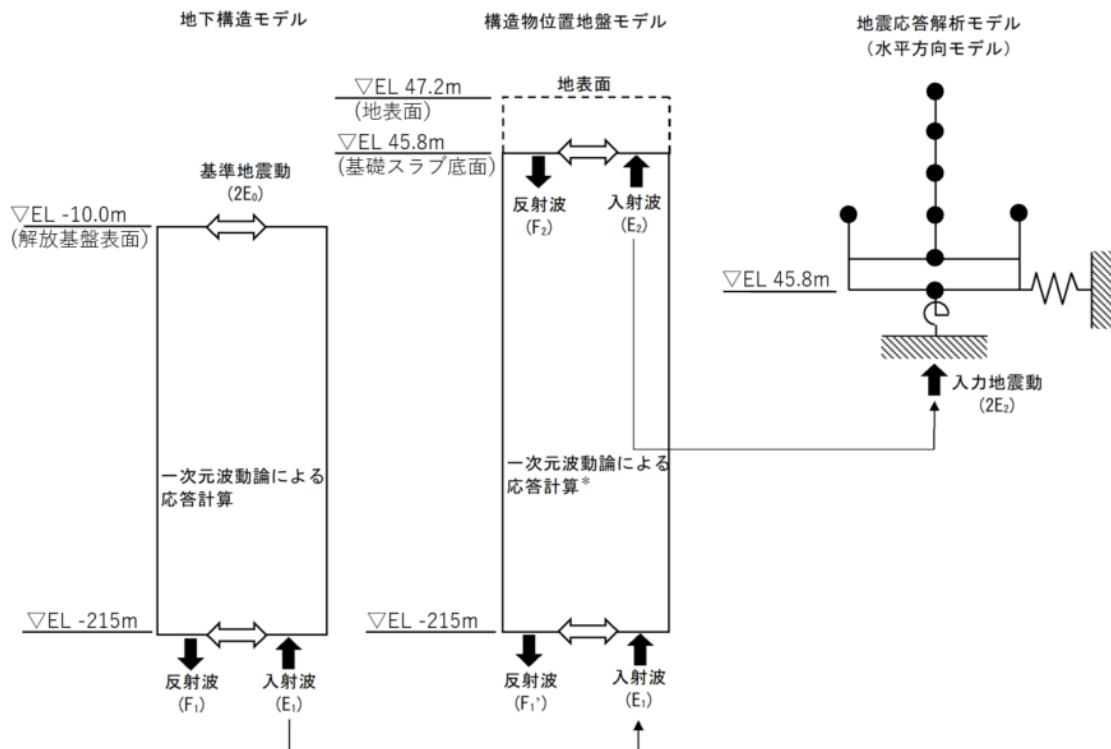 地下構造モデル
構造物位置地盤モデル
地震応答解析モデル
(水平方向モデル)
▽EL 47.2m
(地表面)
地表面
▽EL 45.8m
(基礎スラブ底面)
基準地震動
(2E₀)
反射波
(F₂)
入射波
(E₂)
▽EL -10.0m
(解放基盤表面)
▽EL 45.8m
入力地震動
(2E₂)
一次元波動論による
応答計算
一次元波動論による
応答計算*
▽EL -215m
▽EL -215m
反射波
(F₁)
入射波
(E₁)
反射波
(F₁')
入射波
(E₁)